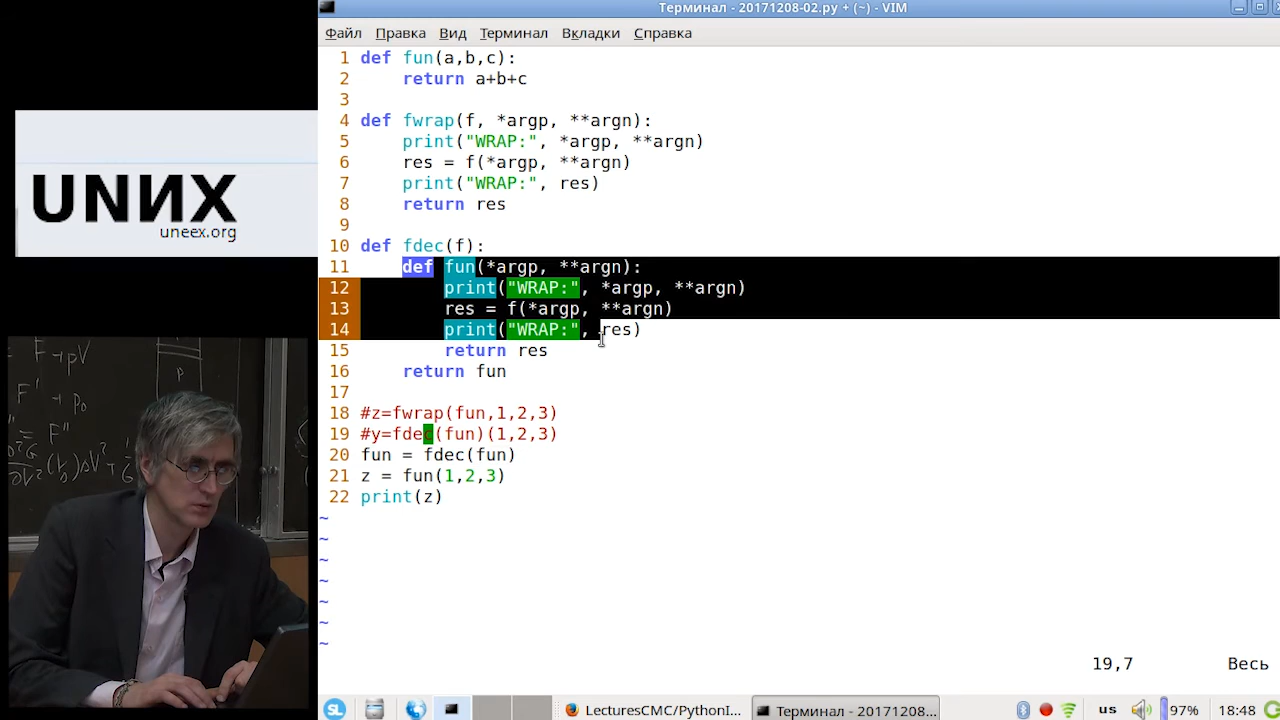 Терминал - 20171208-02.py + (~) - VIM
Файл Правка Вид Терминал Вкладки Справка
1 def fun(a,b,c):
2 return a+b+c
3
4 def fwrap(f, *argp, **argn):
5 print("WRAP:", *argp, **argn)
6 res = f(*argp, **argn)
7 print("WRAP:", res)
8 return res
9
10 def fdec(f):
11 def fun(*argp, **argn):
12 print("WRAP:", *argp, **argn)
13 res = f(*argp, **argn)
14 print("WRAP:", res)
15 return res
16 return fun
17
18 #z=fwrap(fun,1,2,3)
19 #y=fdec(fun)(1,2,3)
20 fun = fdec(fun)
21 z = fun(1,2,3)
22 print(z)
~
~
~
~
~
~
~
19,7 Весь
UNИX
uneex.org
F → pV
F' → p₀
= F"
P
SL
LecturesCMC/PythonI...
Терминал - 20171208...
us
97%
18:48